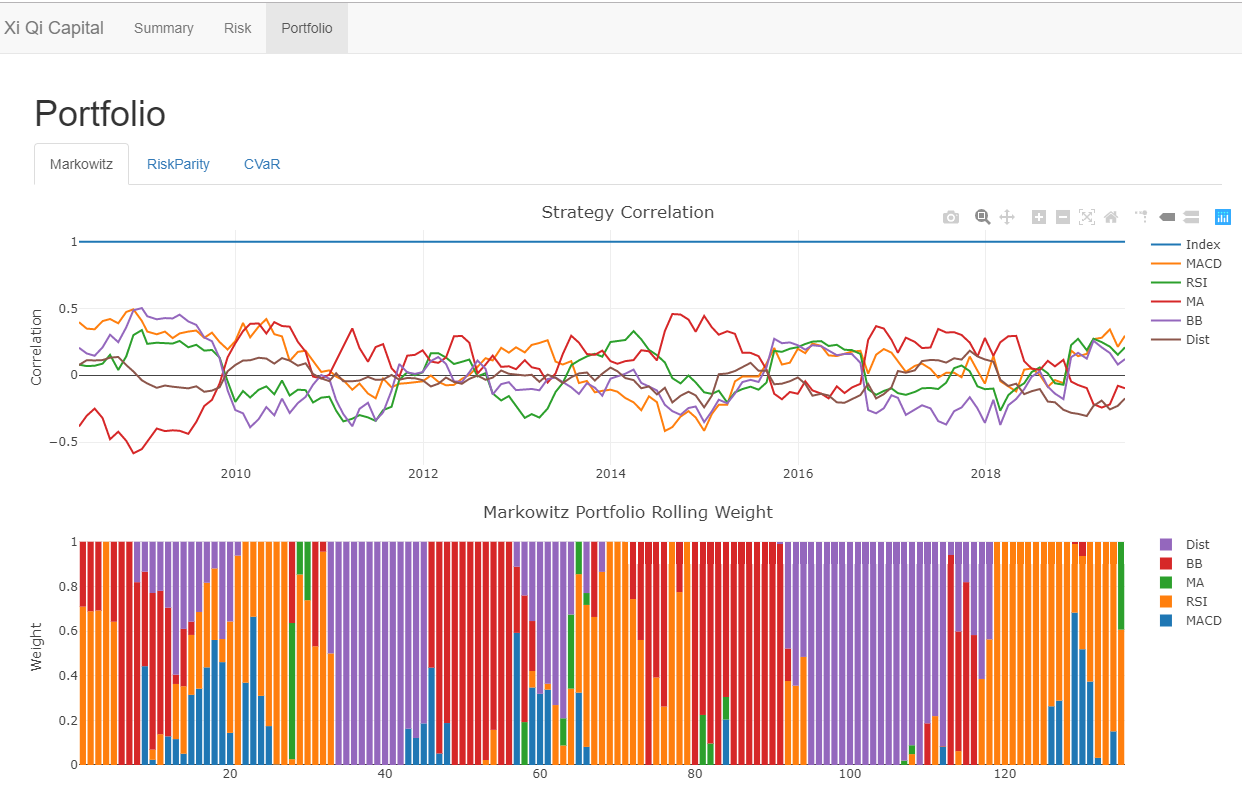 Xi Qi Capital Summary Risk Portfolio
Portfolio
Markowitz RiskParity CVaR
Strategy Correlation
1
0.5
0
−0.5
Correlation
2010 2012 2014 2016 2018
Index
MACD
RSI
MA
BB
Dist
Markowitz Portfolio Rolling Weight
1
0.8
0.6
0.4
0.2
0
Weight
20 40 60 80 100 120
Dist
BB
MA
RSI
MACD